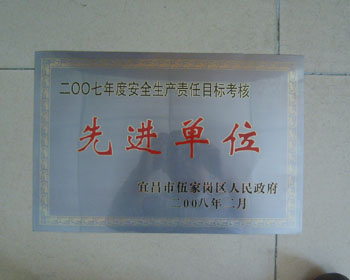 二〇〇七年度安全生产责任目标考核
先进单位
宜昌市伍家岗区人民政府
二〇〇八年二月